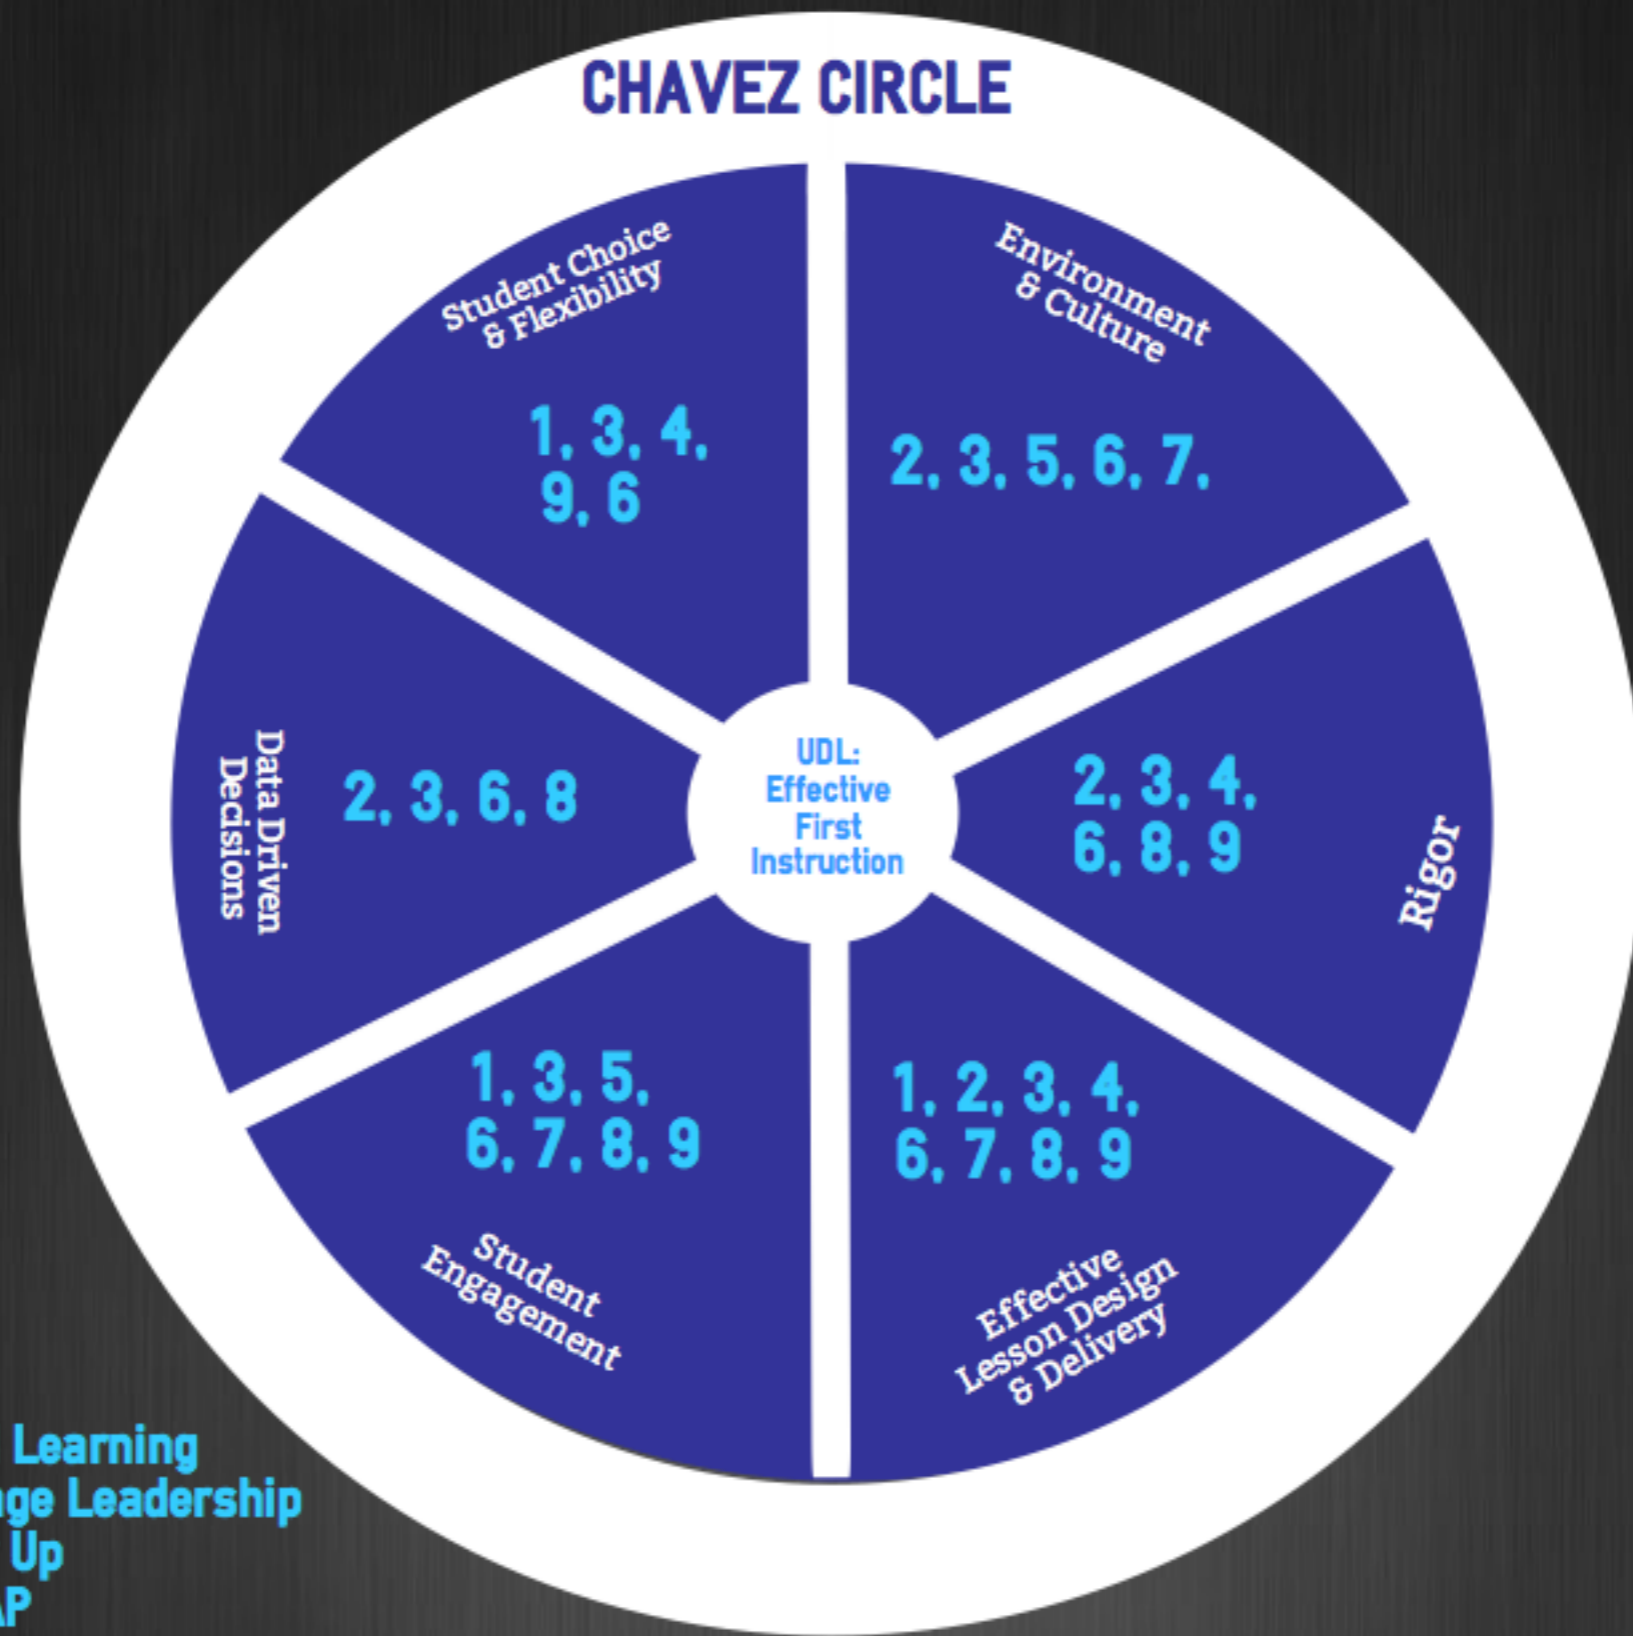 CHAVEZ CIRCLE
Student Choice
& Flexibility
1, 3, 4,
9, 6
Environment
& Culture
2, 3, 5, 6, 7,
Data Driven
Decisions
2, 3, 6, 8
UDL:
Effective
First
Instruction
2, 3, 4,
6, 8, 9
Rigor
1, 3, 5,
6, 7, 8, 9
Student
Engagement
1, 2, 3, 4,
6, 7, 8, 9
Effective
Lesson Design
& Delivery
Learning
Leadership
Up